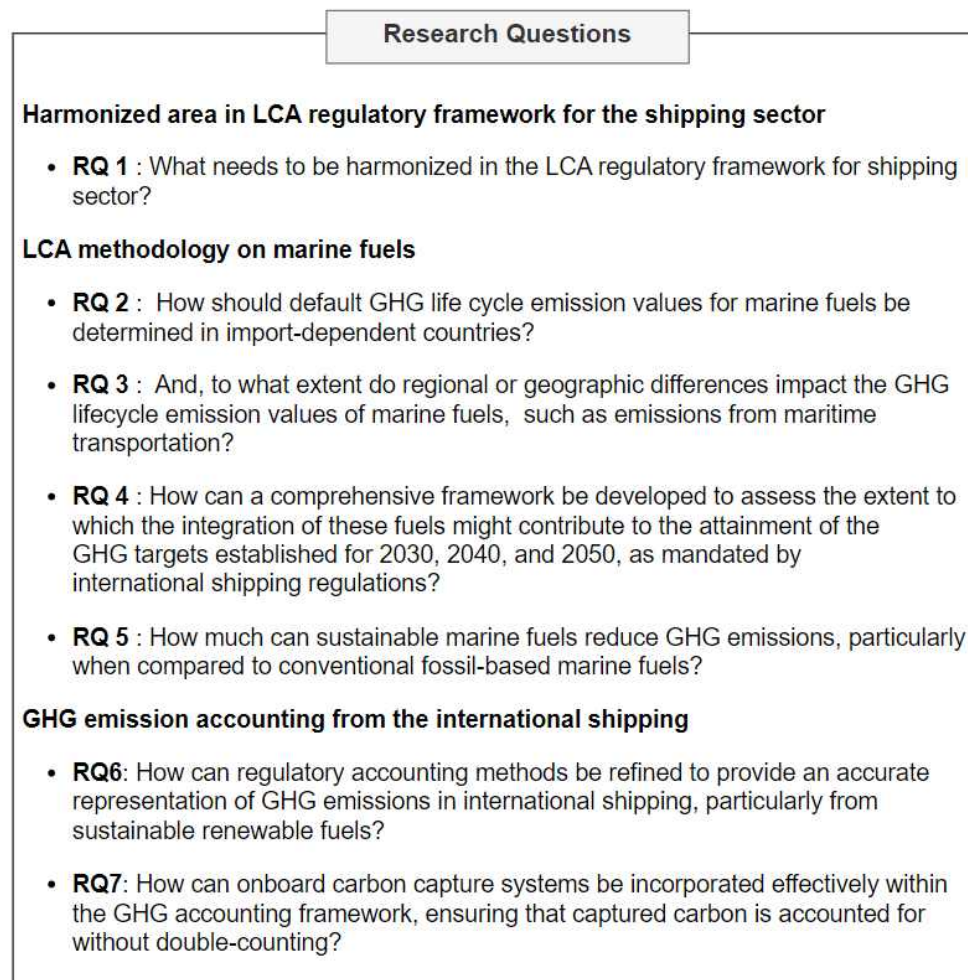 Research Questions
Harmonized area in LCA regulatory framework for the shipping sector
• RQ 1 : What needs to be harmonized in the LCA regulatory framework for shipping
sector?
LCA methodology on marine fuels
• RQ 2 : How should default GHG life cycle emission values for marine fuels be
determined in import-dependent countries?
• RQ 3 : And, to what extent do regional or geographic differences impact the GHG
lifecycle emission values of marine fuels, such as emissions from maritime
transportation?
• RQ 4 : How can a comprehensive framework be developed to assess the extent to
which the integration of these fuels might contribute to the attainment of the
GHG targets established for 2030, 2040, and 2050, as mandated by
international shipping regulations?
• RQ 5 : How much can sustainable marine fuels reduce GHG emissions, particularly
when compared to conventional fossil-based marine fuels?
GHG emission accounting from the international shipping
• RQ6: How can regulatory accounting methods be refined to provide an accurate
representation of GHG emissions in international shipping, particularly from
sustainable renewable fuels?
• RQ7: How can onboard carbon capture systems be incorporated effectively within
the GHG accounting framework, ensuring that captured carbon is accounted for
without double-counting?